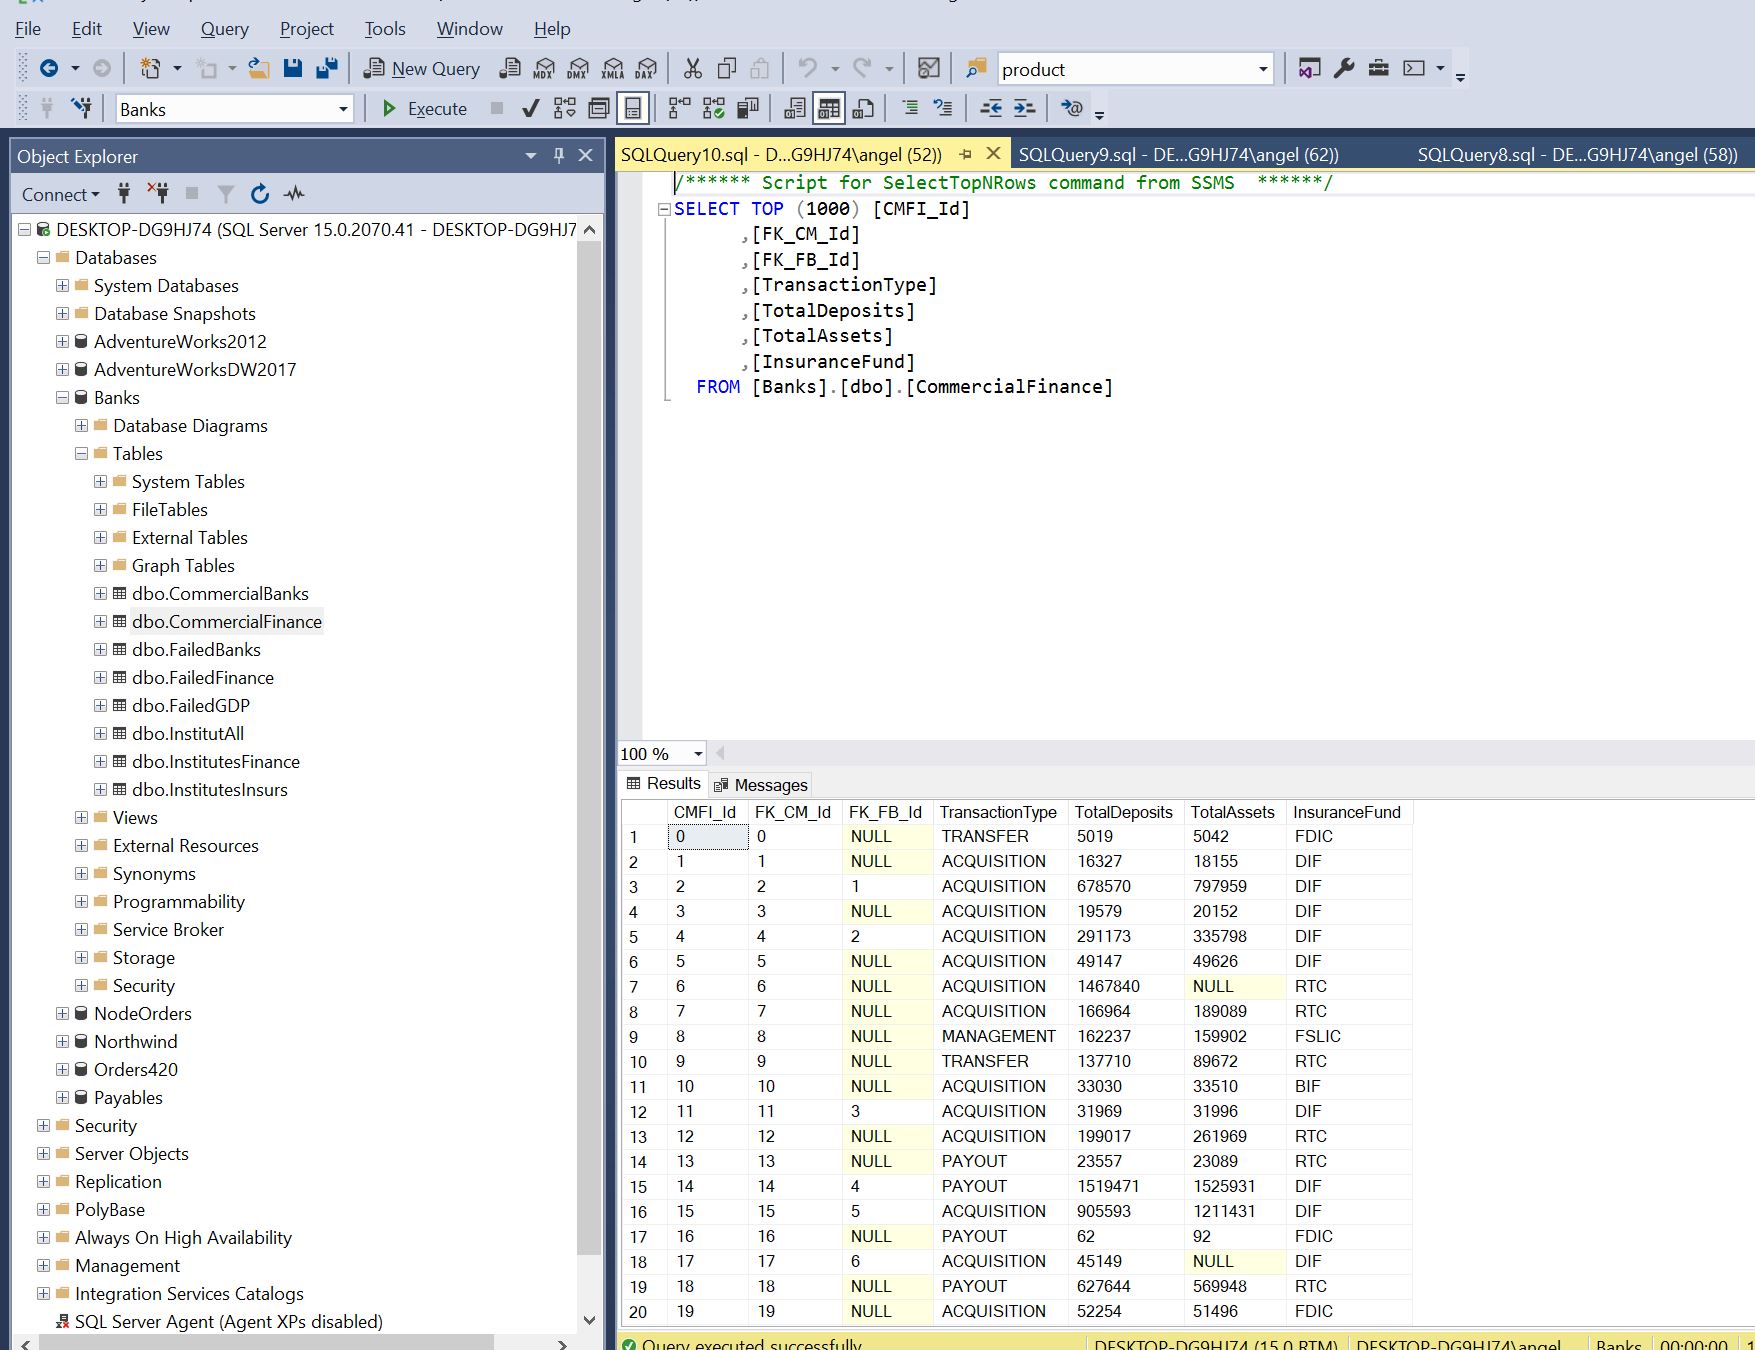 File Edit View Query Project Tools Window Help
New Query MDX DMX XMLA DAX product
Banks Execute
Object Explorer
Connect
DESKTOP-DG9HJ74 (SQL Server 15.0.2070.41 - DESKTOP-DG9HJ7
Databases
System Databases
Database Snapshots
AdventureWorks2012
AdventureWorksDW2017
Banks
Database Diagrams
Tables
System Tables
FileTables
External Tables
Graph Tables
dbo.CommercialBanks
dbo.CommercialFinance
dbo.FailedBanks
dbo.FailedFinance
dbo.FailedGDP
dbo.InstitutAll
dbo.InstitutesFinance
dbo.InstitutesInsurs
Views
External Resources
Synonyms
Programmability
Service Broker
Storage
Security
NodeOrders
Northwind
Orders420
Payables
Security
Server Objects
Replication
PolyBase
Always On High Availability
Management
Integration Services Catalogs
SQL Server Agent (Agent XPs disabled)
SQLQuery10.sql - D...G9HJ74\angel (52)) SQLQuery9.sql - DE...G9HJ74\angel (62)) SQLQuery8.sql - DE...G9HJ74\angel (58))
/****** Script for SelectTopNRows command from SSMS ******/
SELECT TOP (1000) [CMFI_Id]
,[FK_CM_Id]
,[FK_FB_Id]
,[TransactionType]
,[TotalDeposits]
,[TotalAssets]
,[InsuranceFund]
FROM [Banks].[dbo].[CommercialFinance]
100 %
Results Messages
CMFI_Id FK_CM_Id FK_FB_Id TransactionType TotalDeposits TotalAssets InsuranceFund
1 0 0 NULL TRANSFER 5019 5042 FDIC
2 1 1 NULL ACQUISITION 16327 18155 DIF
3 2 2 1 ACQUISITION 678570 797959 DIF
4 3 3 NULL ACQUISITION 19579 20152 DIF
5 4 4 2 ACQUISITION 291173 335798 DIF
6 5 5 NULL ACQUISITION 49147 49626 DIF
7 6 6 NULL ACQUISITION 1467840 NULL RTC
8 7 7 NULL ACQUISITION 166964 189089 RTC
9 8 8 NULL MANAGEMENT 162237 159902 FSLIC
10 9 9 NULL TRANSFER 137710 89672 RTC
11 10 10 NULL ACQUISITION 33030 33510 BIF
12 11 11 3 ACQUISITION 31969 31996 DIF
13 12 12 NULL ACQUISITION 199017 261969 RTC
14 13 13 NULL PAYOUT 23557 23089 RTC
15 14 14 4 PAYOUT 1519471 1525931 DIF
16 15 15 5 ACQUISITION 905593 1211431 DIF
17 16 16 NULL PAYOUT 62 92 FDIC
18 17 17 6 ACQUISITION 45149 NULL DIF
19 18 18 NULL PAYOUT 627644 569948 RTC
20 19 19 NULL ACQUISITION 52254 51496 FDIC
Query executed successfully DESKTOP-DG9HJ74 (15.0 RTM) DESKTOP-DG9HJ74\angel Banks 00:00:00